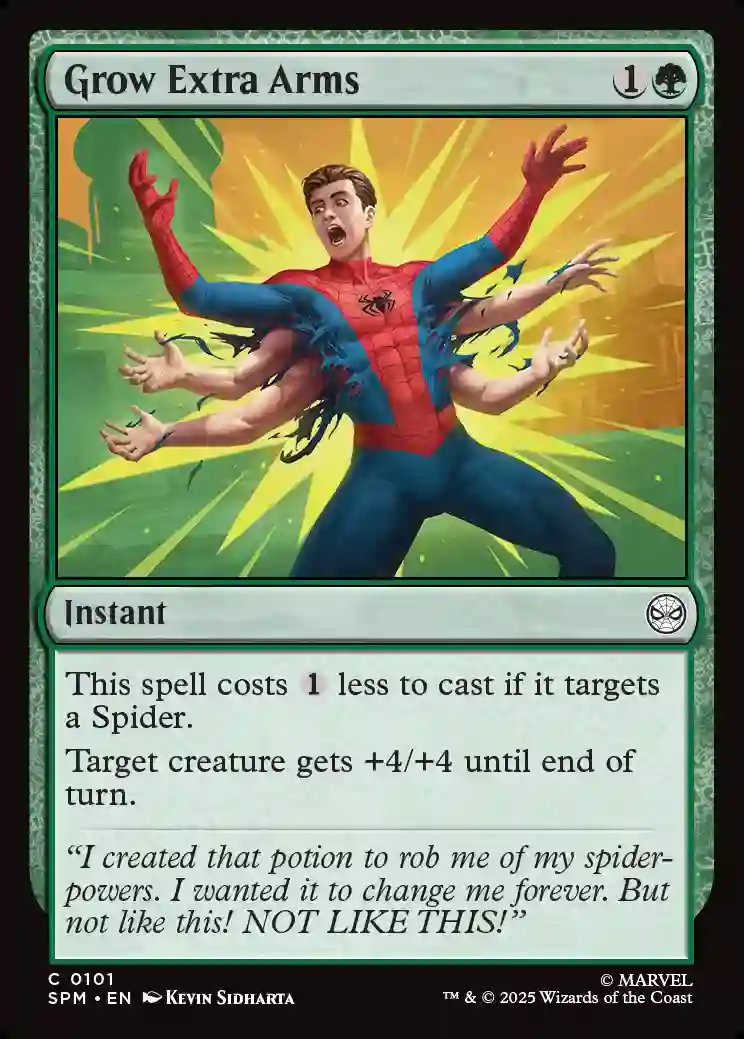 Grow Extra Arms 1
Instant
This spell costs 1 less to cast if it targets
a Spider.
Target creature gets +4/+4 until end of
turn.
“I created that potion to rob me of my spider-
powers. I wanted it to change me forever. But
not like this! NOT LIKE THIS!”
C 0101
SPM • EN Kevin Sidharta
© MARVEL
™ & © 2025 Wizards of the Coast